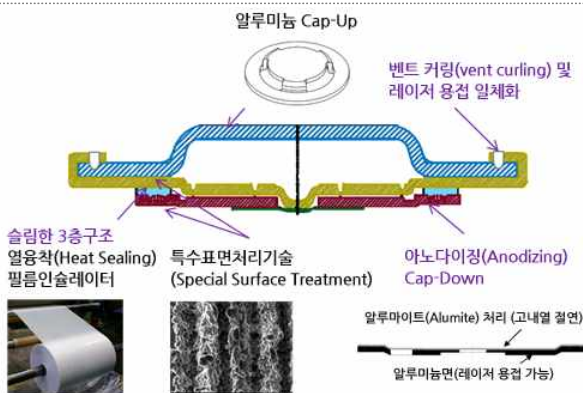 알루미늄 Cap-Up
벤트 커링(vent curling) 및
레이저 용접 일체화
슬림한 3층구조
열융착(Heat Sealing)
필름인슐레이터
특수표면처리기술
(Special Surface Treatment)
아노다이징(Anodizing)
Cap-Down
알루마이트(Alumite) 처리 (고내열 절연)
알루미늄면(레이저 용접 가능)